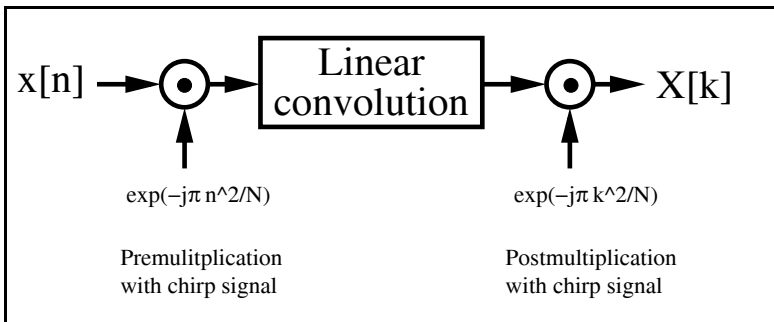 x[n]
Linear
convolution
X[k]
exp(−jπ n^2/N)
exp(−jπ k^2/N)
Premulitplication
with chirp signal
Postmultiplication
with chirp signal